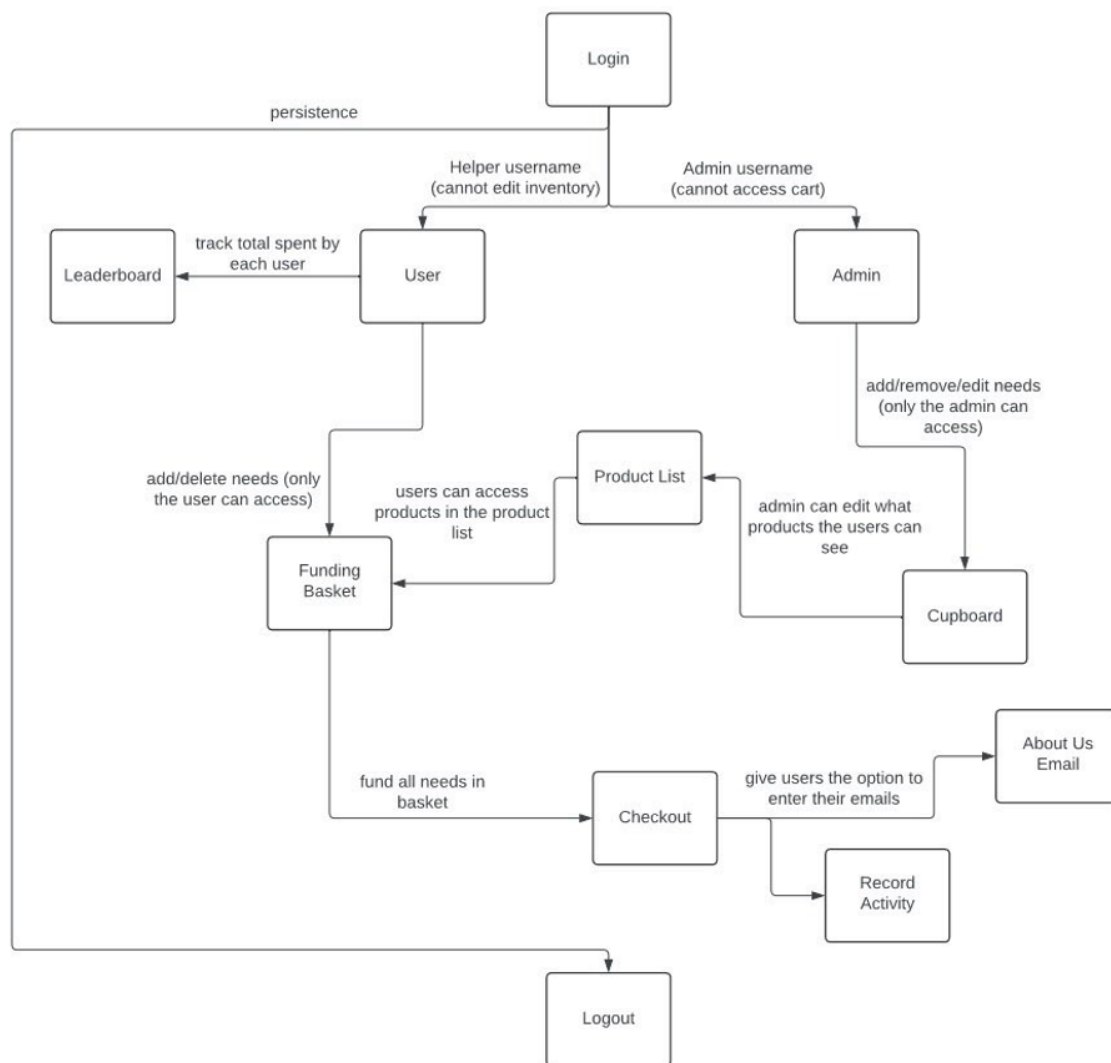 Login
persistence
Helper username
(cannot edit inventory)
Admin username
(cannot access cart)
Leaderboard
track total spent by
each user
User
Admin
add/remove/edit needs
(only the admin can
access)
add/delete needs (only
the user can access)
users can access
products in the product
list
Product List
admin can edit what
products the users can
see
Funding
Basket
Cupboard
fund all needs in
basket
Checkout
give users the option to
enter their emails
About Us
Email
Record
Activity
Logout